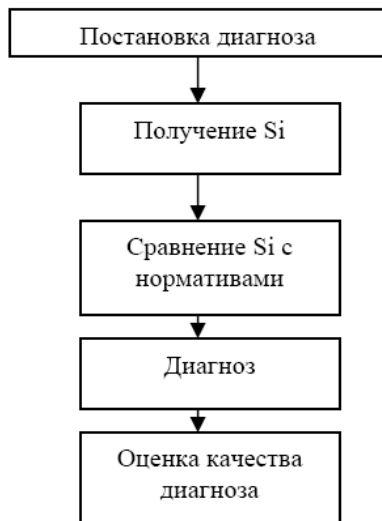 Постановка диагноза
Получение Si
Сравнение Si с
нормативами
Диагноз
Оценка качества
диагноза